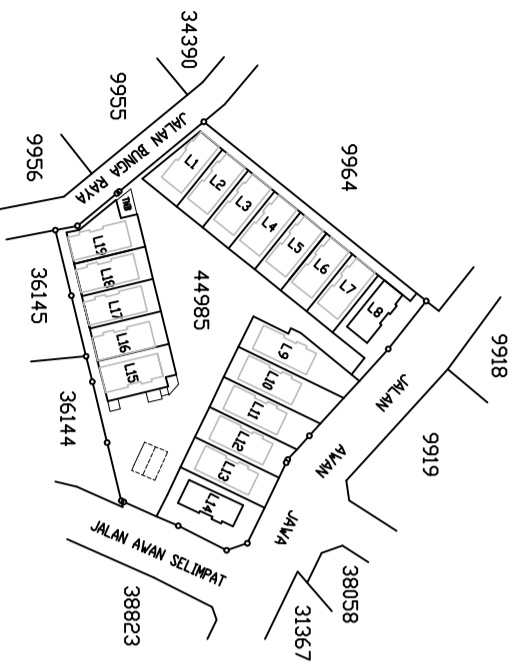 34390
9955
9956
JALAN BUNGA RAYA
9964
L1
L2
L3
L4
L5
L6
L7
L8
TNB
L19
L18
L17
L16
L15
44985
36145
36144
L9
L10
L11
L12
L13
L14
JALAN
AWAN
JAWA
9918
9919
JALAN AWAN SELIMPAT
38823
38058
31367